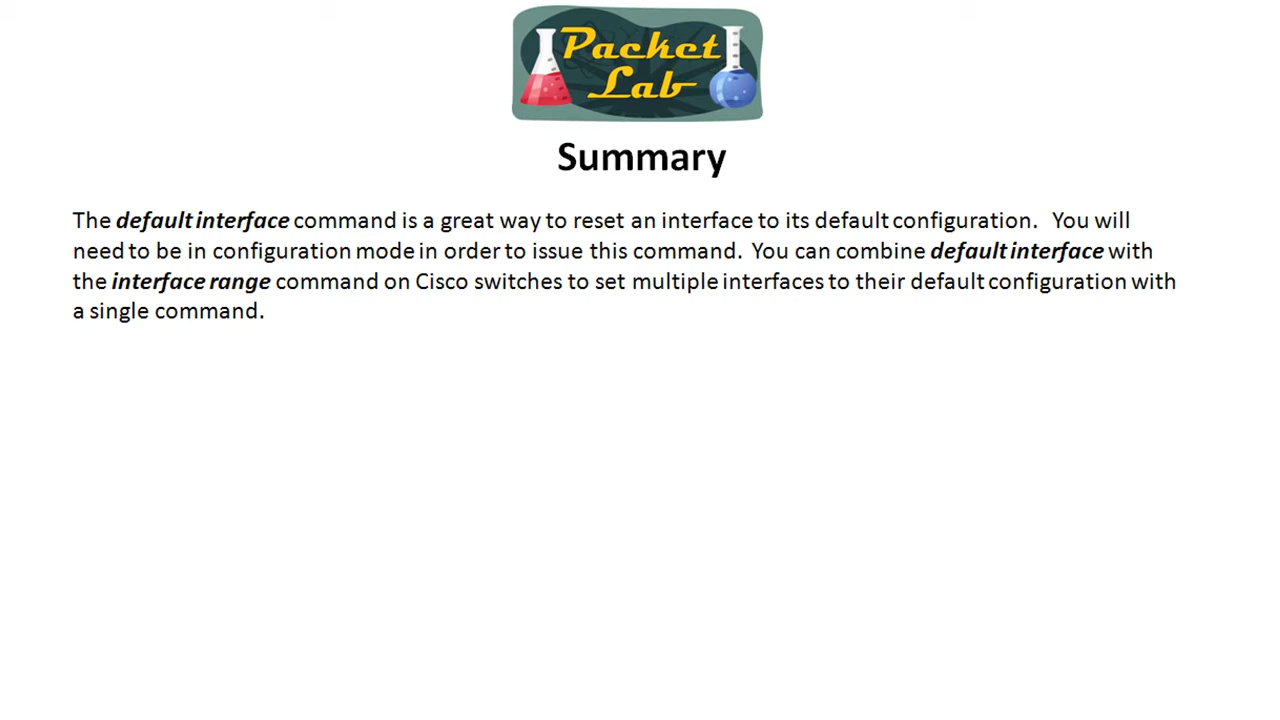 Packet
Lab
Summary
The default interface command is a great way to reset an interface to its default configuration. You will
need to be in configuration mode in order to issue this command. You can combine default interface with
the interface range command on Cisco switches to set multiple interfaces to their default configuration with
a single command.